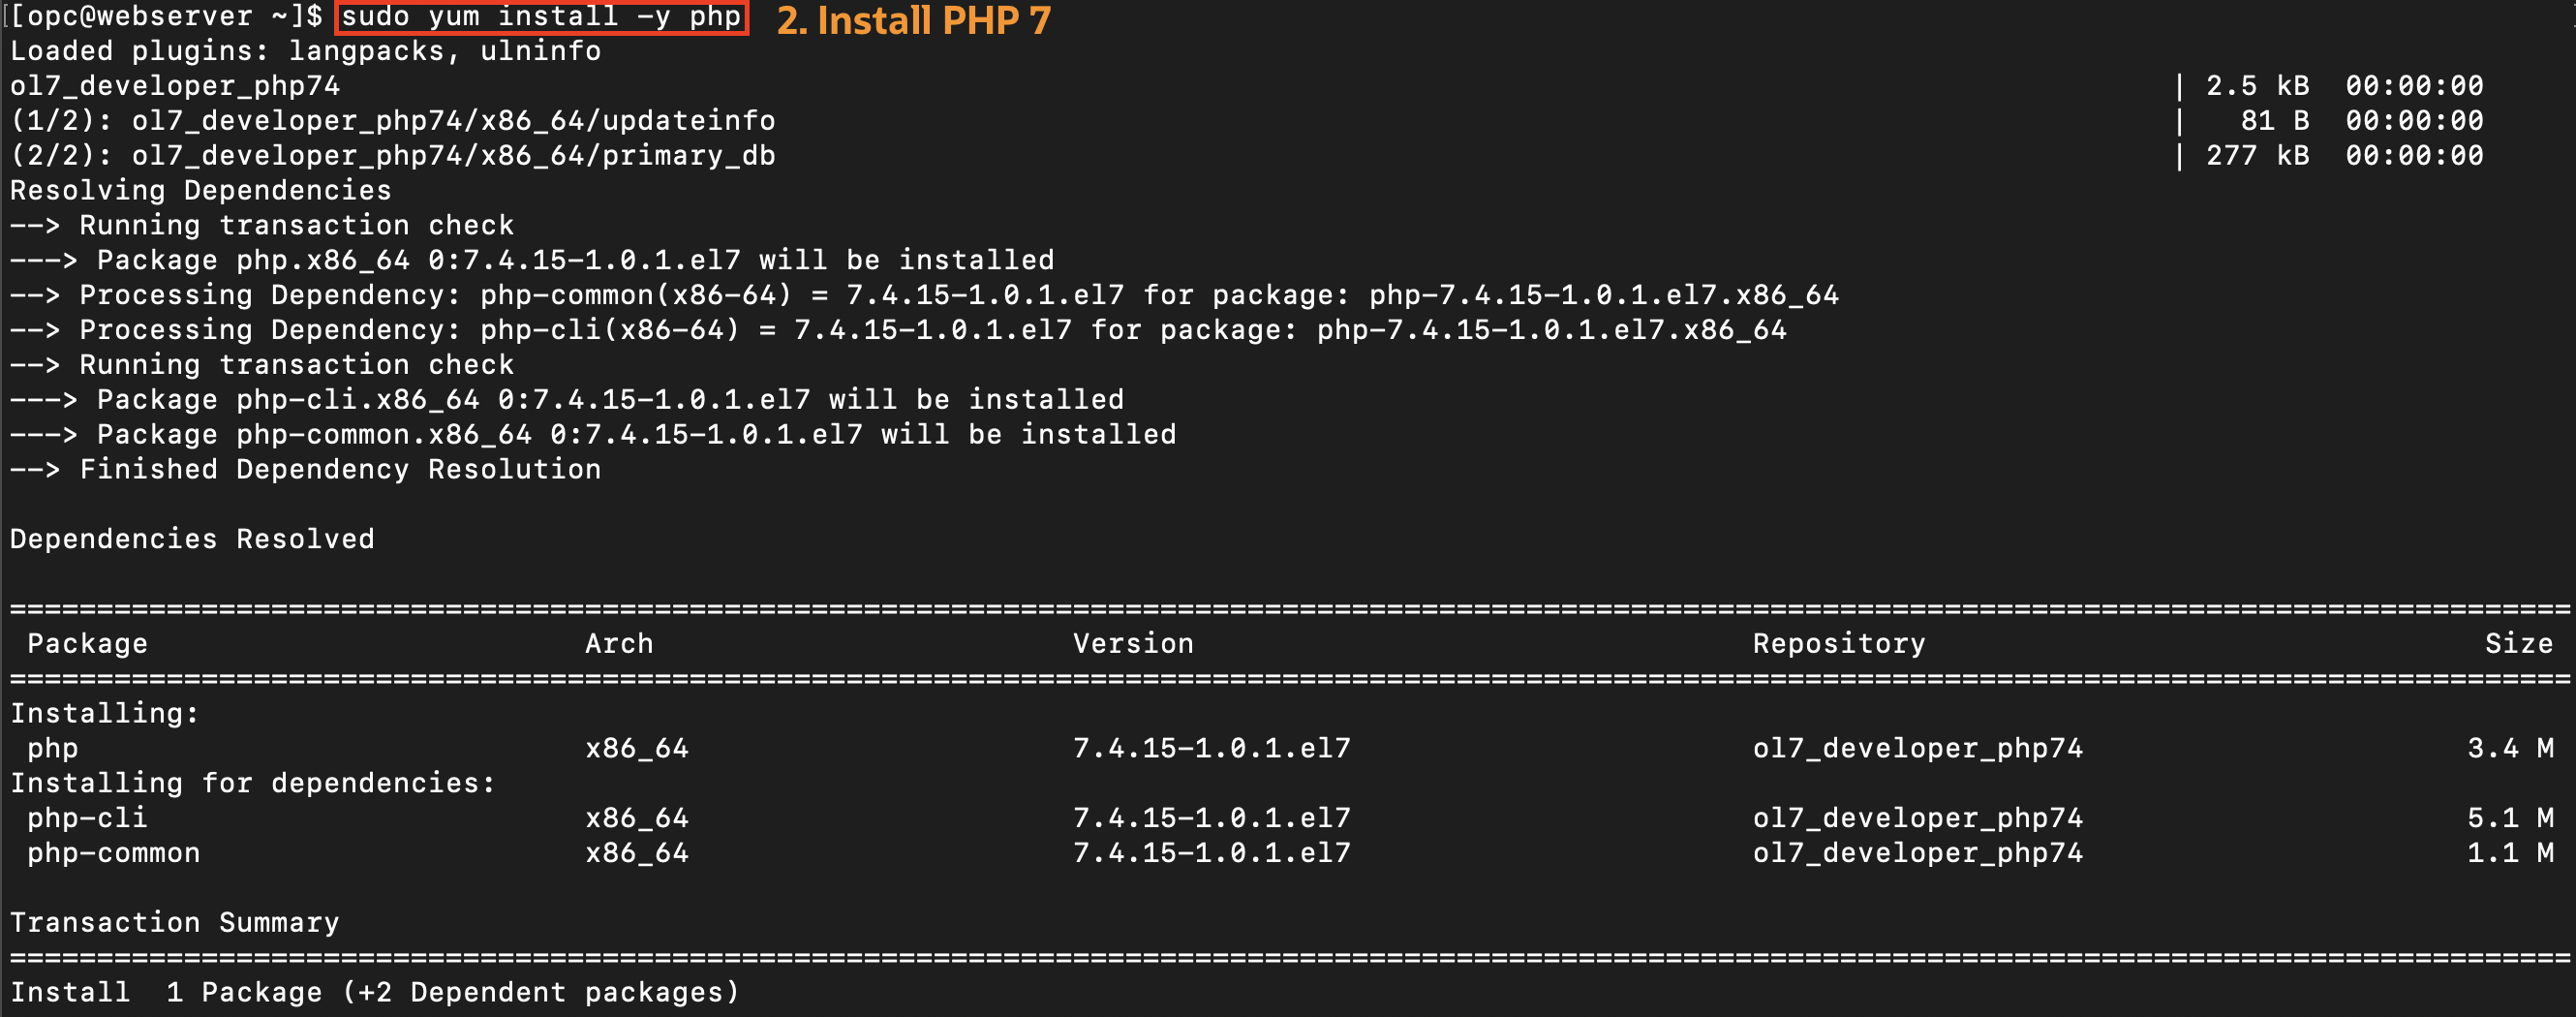 [[opc@webserver ~]$ sudo yum install -y php 2. Install PHP 7
Loaded plugins: langpacks, ulninfo
ol7_developer_php74 | 2.5 kB 00:00:00
(1/2): ol7_developer_php74/x86_64/updateinfo | 81 B 00:00:00
(2/2): ol7_developer_php74/x86_64/primary_db | 277 kB 00:00:00
Resolving Dependencies
--> Running transaction check
---> Package php.x86_64 0:7.4.15-1.0.1.el7 will be installed
--> Processing Dependency: php-common(x86-64) = 7.4.15-1.0.1.el7 for package: php-7.4.15-1.0.1.el7.x86_64
--> Processing Dependency: php-cli(x86-64) = 7.4.15-1.0.1.el7 for package: php-7.4.15-1.0.1.el7.x86_64
--> Running transaction check
---> Package php-cli.x86_64 0:7.4.15-1.0.1.el7 will be installed
---> Package php-common.x86_64 0:7.4.15-1.0.1.el7 will be installed
--> Finished Dependency Resolution
Dependencies Resolved
================================================================================
Package Arch Version Repository Size
================================================================================
Installing:
php x86_64 7.4.15-1.0.1.el7 ol7_developer_php74 3.4 M
Installing for dependencies:
php-cli x86_64 7.4.15-1.0.1.el7 ol7_developer_php74 5.1 M
php-common x86_64 7.4.15-1.0.1.el7 ol7_developer_php74 1.1 M
Transaction Summary
================================================================================
Install 1 Package (+2 Dependent packages)